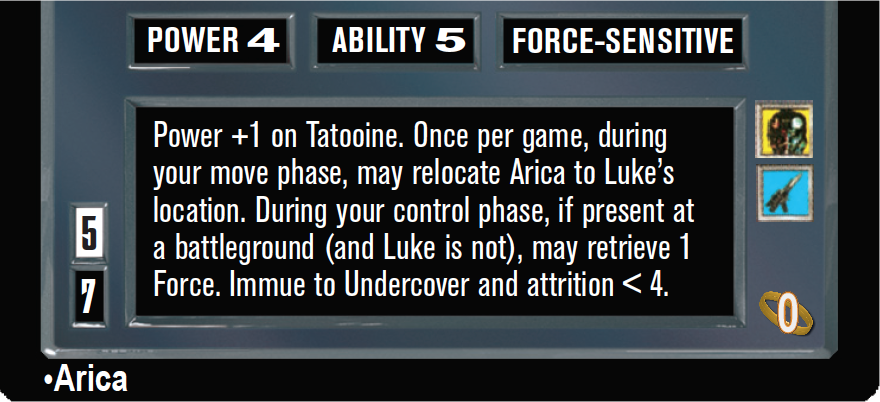 POWER 4 ABILITY 5 FORCE-SENSITIVE
Power +1 on Tatooine. Once per game, during
your move phase, may relocate Arica to Luke’s
location. During your control phase, if present at
a battleground (and Luke is not), may retrieve 1
Force. Immue to Undercover and attrition < 4.
5
7
0
•Arica